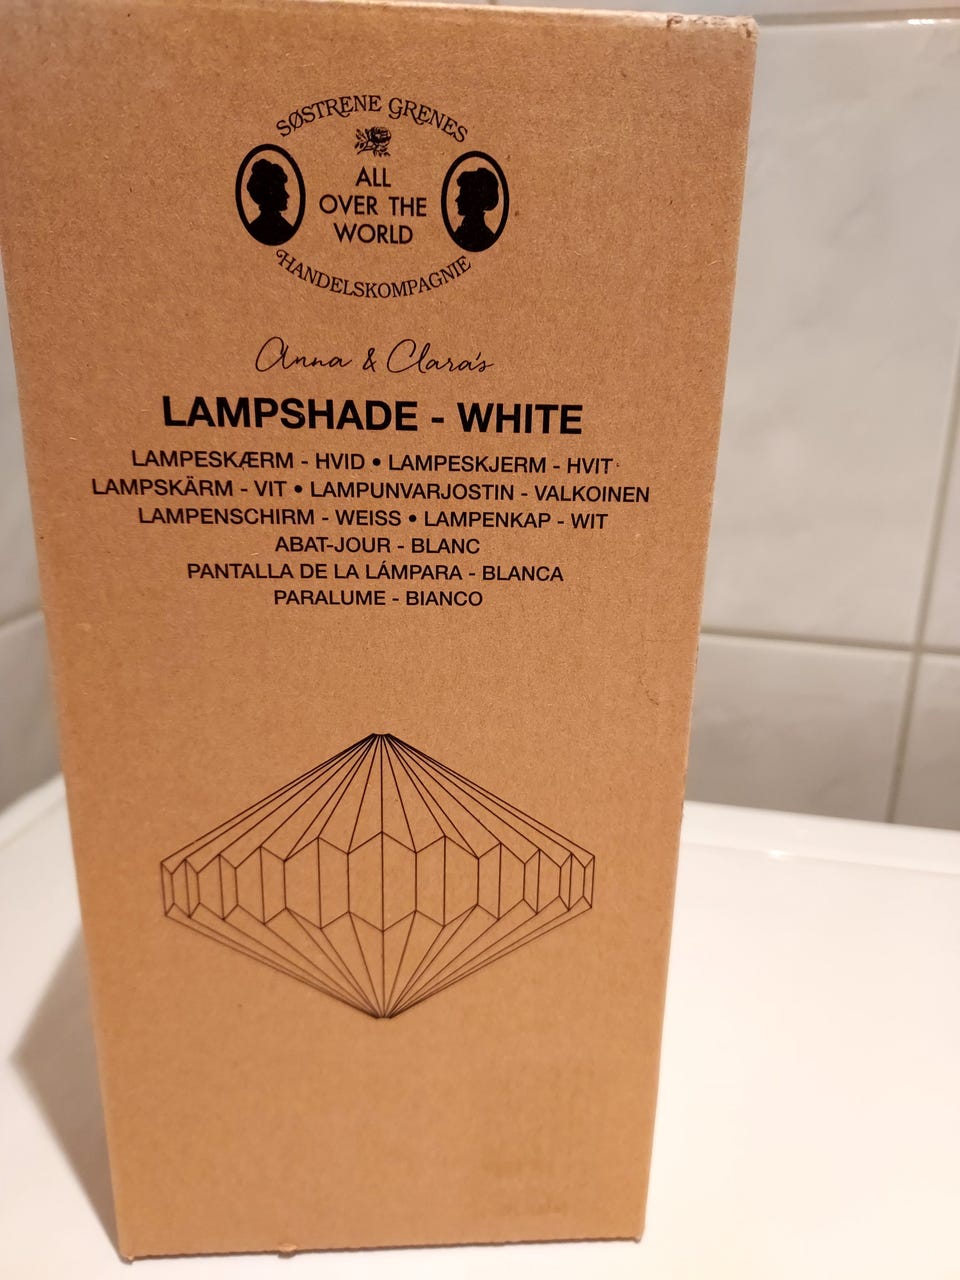 SØSTRENE GRENES
ALL
OVER THE
WORLD
HANDELSKOMPAGNIE
Anna & Clara's
LAMPSHADE - WHITE
LAMPESKÆRM - HVID • LAMPESKJERM - HVIT
LAMPSKÄRM - VIT • LAMPUNVARJOSTIN - VALKOINEN
LAMPENSCHIRM - WEISS • LAMPENKAP - WIT
ABAT-JOUR - BLANC
PANTALLA DE LA LÁMPARA - BLANCA
PARALUME - BIANCO